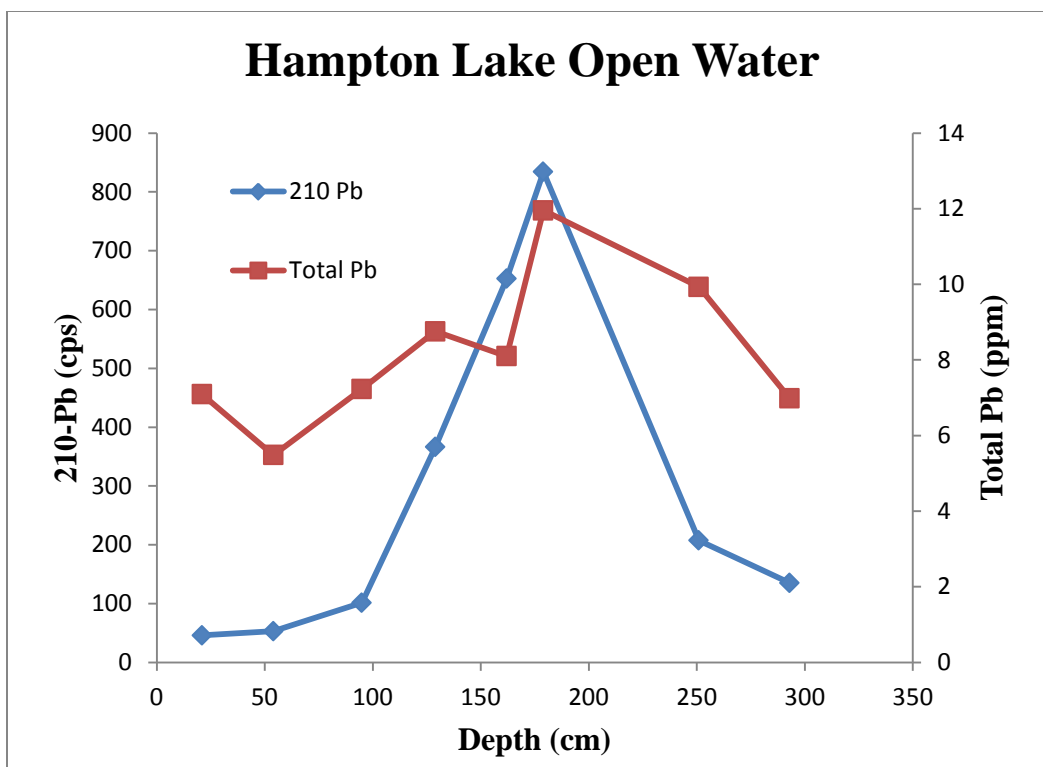 Hampton Lake Open Water
210 Pb
Total Pb
900
800
700
600
500
400
300
200
100
0
14
12
10
8
6
4
2
0
0 50 100 150 200 250 300 350
210-Pb (cps)
Total Pb (ppm)
Depth (cm)